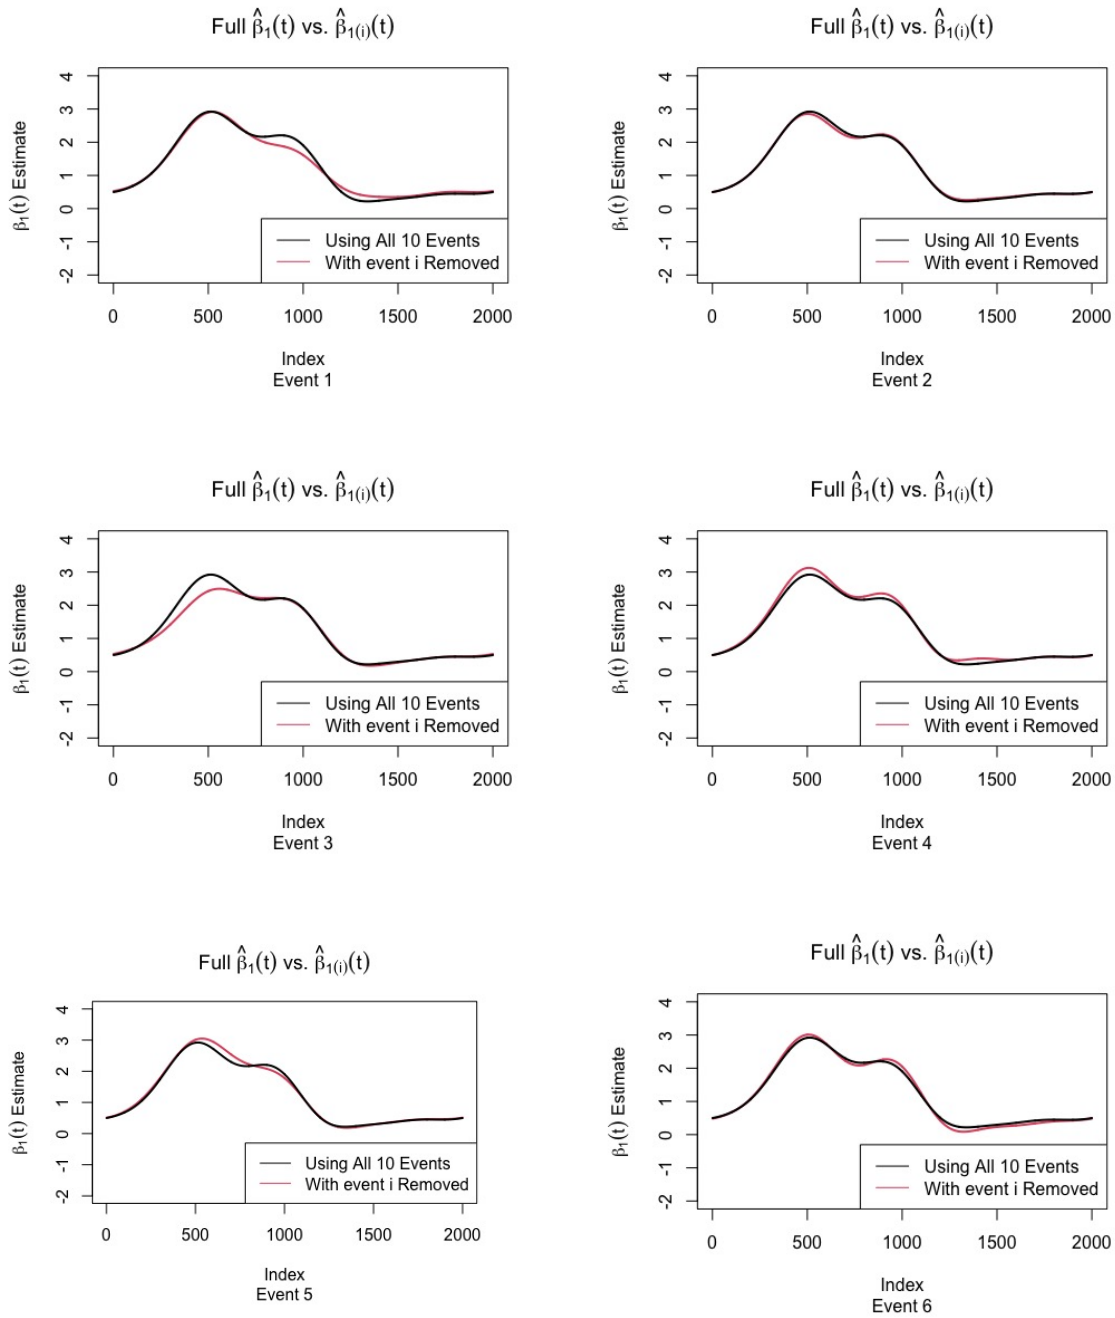 Full β̂₁(t) vs. β̂₁₍ᵢ₎(t)
β₁(t) Estimate
4
3
2
1
0
-1
-2
Using All 10 Events
With event i Removed
0 500 1000 1500 2000
Index
Event 1
Full β̂₁(t) vs. β̂₁₍ᵢ₎(t)
β₁(t) Estimate
4
3
2
1
0
-1
-2
Using All 10 Events
With event i Removed
0 500 1000 1500 2000
Index
Event 2
Full β̂₁(t) vs. β̂₁₍ᵢ₎(t)
β₁(t) Estimate
4
3
2
1
0
-1
-2
Using All 10 Events
With event i Removed
0 500 1000 1500 2000
Index
Event 3
Full β̂₁(t) vs. β̂₁₍ᵢ₎(t)
β₁(t) Estimate
4
3
2
1
0
-1
-2
Using All 10 Events
With event i Removed
0 500 1000 1500 2000
Index
Event 4
Full β̂₁(t) vs. β̂₁₍ᵢ₎(t)
β₁(t) Estimate
4
3
2
1
0
-1
-2
Using All 10 Events
With event i Removed
0 500 1000 1500 2000
Index
Event 5
Full β̂₁(t) vs. β̂₁₍ᵢ₎(t)
β₁(t) Estimate
4
3
2
1
0
-1
-2
Using All 10 Events
With event i Removed
0 500 1000 1500 2000
Index
Event 6